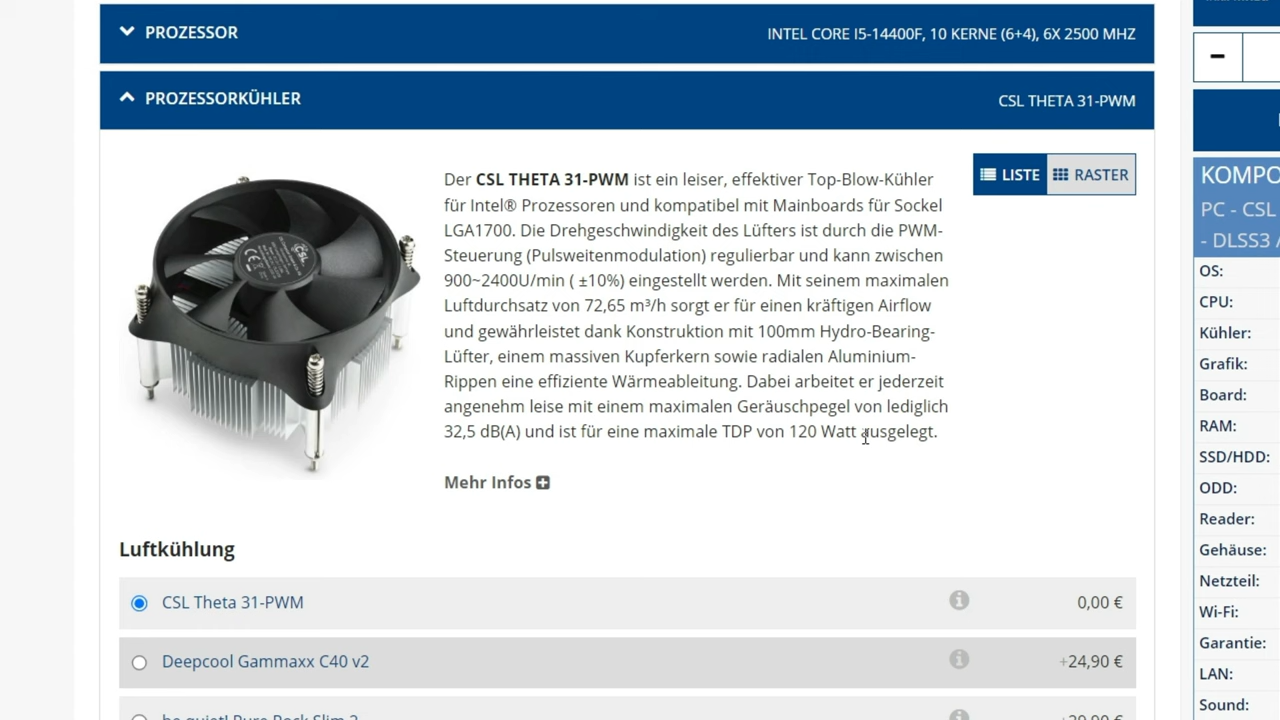 PROZESSOR
INTEL CORE I5-14400F, 10 KERNE (6+4), 6X 2500 MHZ
PROZESSORKÜHLER
CSL THETA 31-PWM
Der CSL THETA 31-PWM ist ein leiser, effektiver Top-Blow-Kühler
für Intel® Prozessoren und kompatibel mit Mainboards für Sockel
LGA1700. Die Drehgeschwindigkeit des Lüfters ist durch die PWM-
Steuerung (Pulsweitenmodulation) regulierbar und kann zwischen
900~2400U/min ( ±10%) eingestellt werden. Mit seinem maximalen
Luftdurchsatz von 72,65 m³/h sorgt er für einen kräftigen Airflow
und gewährleistet dank Konstruktion mit 100mm Hydro-Bearing-
Lüfter, einem massiven Kupferkern sowie radialen Aluminium-
Rippen eine effiziente Wärmeableitung. Dabei arbeitet er jederzeit
angenehm leise mit einem maximalen Geräuschpegel von lediglich
32,5 dB(A) und ist für eine maximale TDP von 120 Watt ausgelegt.
LISTE
RASTER
Mehr Infos
Luftkühlung
CSL Theta 31-PWM
0,00 €
Deepcool Gammaxx C40 v2
+24,90 €
be quiet! Pure Rock Slim 2
KOMPO
PC - CSL
- DLSS3 /
OS:
CPU:
Kühler:
Grafik:
Board:
RAM:
SSD/HDD:
ODD:
Reader:
Gehäuse:
Netzteil:
Wi-Fi:
Garantie:
LAN:
Sound: